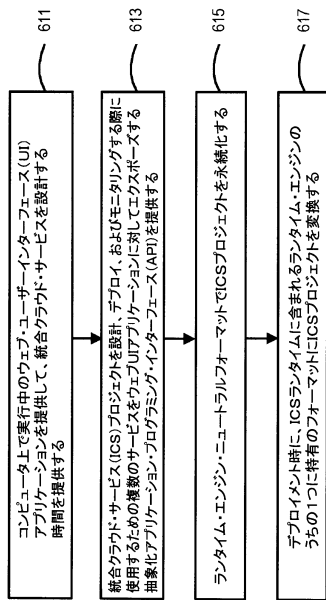 コンピュータ上で実行中のウェブ・ユーザーインターフェース(UI)
アプリケーションを提供して、統合クラウド・サービスを設計する
時間を提供する
611
統合クラウド・サービス(ICS)プロジェクトを設計、デプロイ、およびモニタリングする際に
使用するための複数のサービスをウェブUIアプリケーションに対してエクスポーズする
抽象化アプリケーション・プログラミング・インターフェース(API)を提供する
613
ランタイム・エンジン・ニュートラルフォーマットでICSプロジェクトを永続化する
615
デプロイメント時に、ICSランタイムに含まれるランタイム・エンジンの
うちの1つに特有のフォーマットにICSプロジェクトを変換する
617